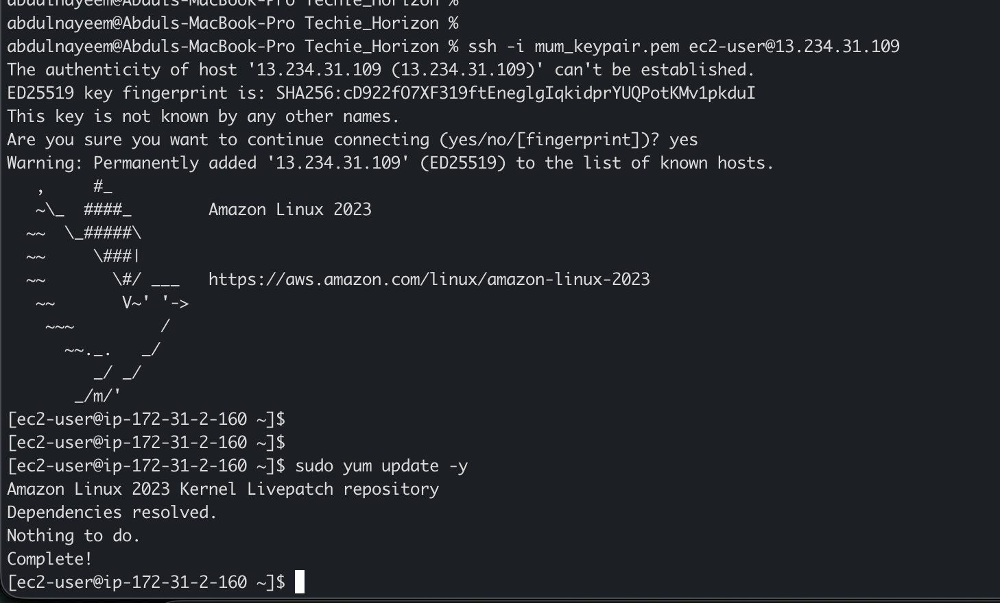 abdulnayeem@Abduls-MacBook-Pro Techie_Horizon %
abdulnayeem@Abduls-MacBook-Pro Techie_Horizon %
abdulnayeem@Abduls-MacBook-Pro Techie_Horizon % ssh -i mum_keypair.pem ec2-user@13.234.31.109
The authenticity of host '13.234.31.109 (13.234.31.109)' can't be established.
ED25519 key fingerprint is: SHA256:cD922fO7XF319ftEneglgIqkidprYUQPotKMv1pkduI
This key is not known by any other names.
Are you sure you want to continue connecting (yes/no/[fingerprint])? yes
Warning: Permanently added '13.234.31.109' (ED25519) to the list of known hosts.
   ,     #_
   ~\_  ####_        Amazon Linux 2023
  ~~  \_#####\
  ~~     \###|
  ~~       \#/ ___   https://aws.amazon.com/linux/amazon-linux-2023
   ~~       V~' '->
    ~~~         /
      ~~._.   _/
         _/ _/
       _/m/'
[ec2-user@ip-172-31-2-160 ~]$
[ec2-user@ip-172-31-2-160 ~]$
[ec2-user@ip-172-31-2-160 ~]$ sudo yum update -y
Amazon Linux 2023 Kernel Livepatch repository
Dependencies resolved.
Nothing to do.
Complete!
[ec2-user@ip-172-31-2-160 ~]$